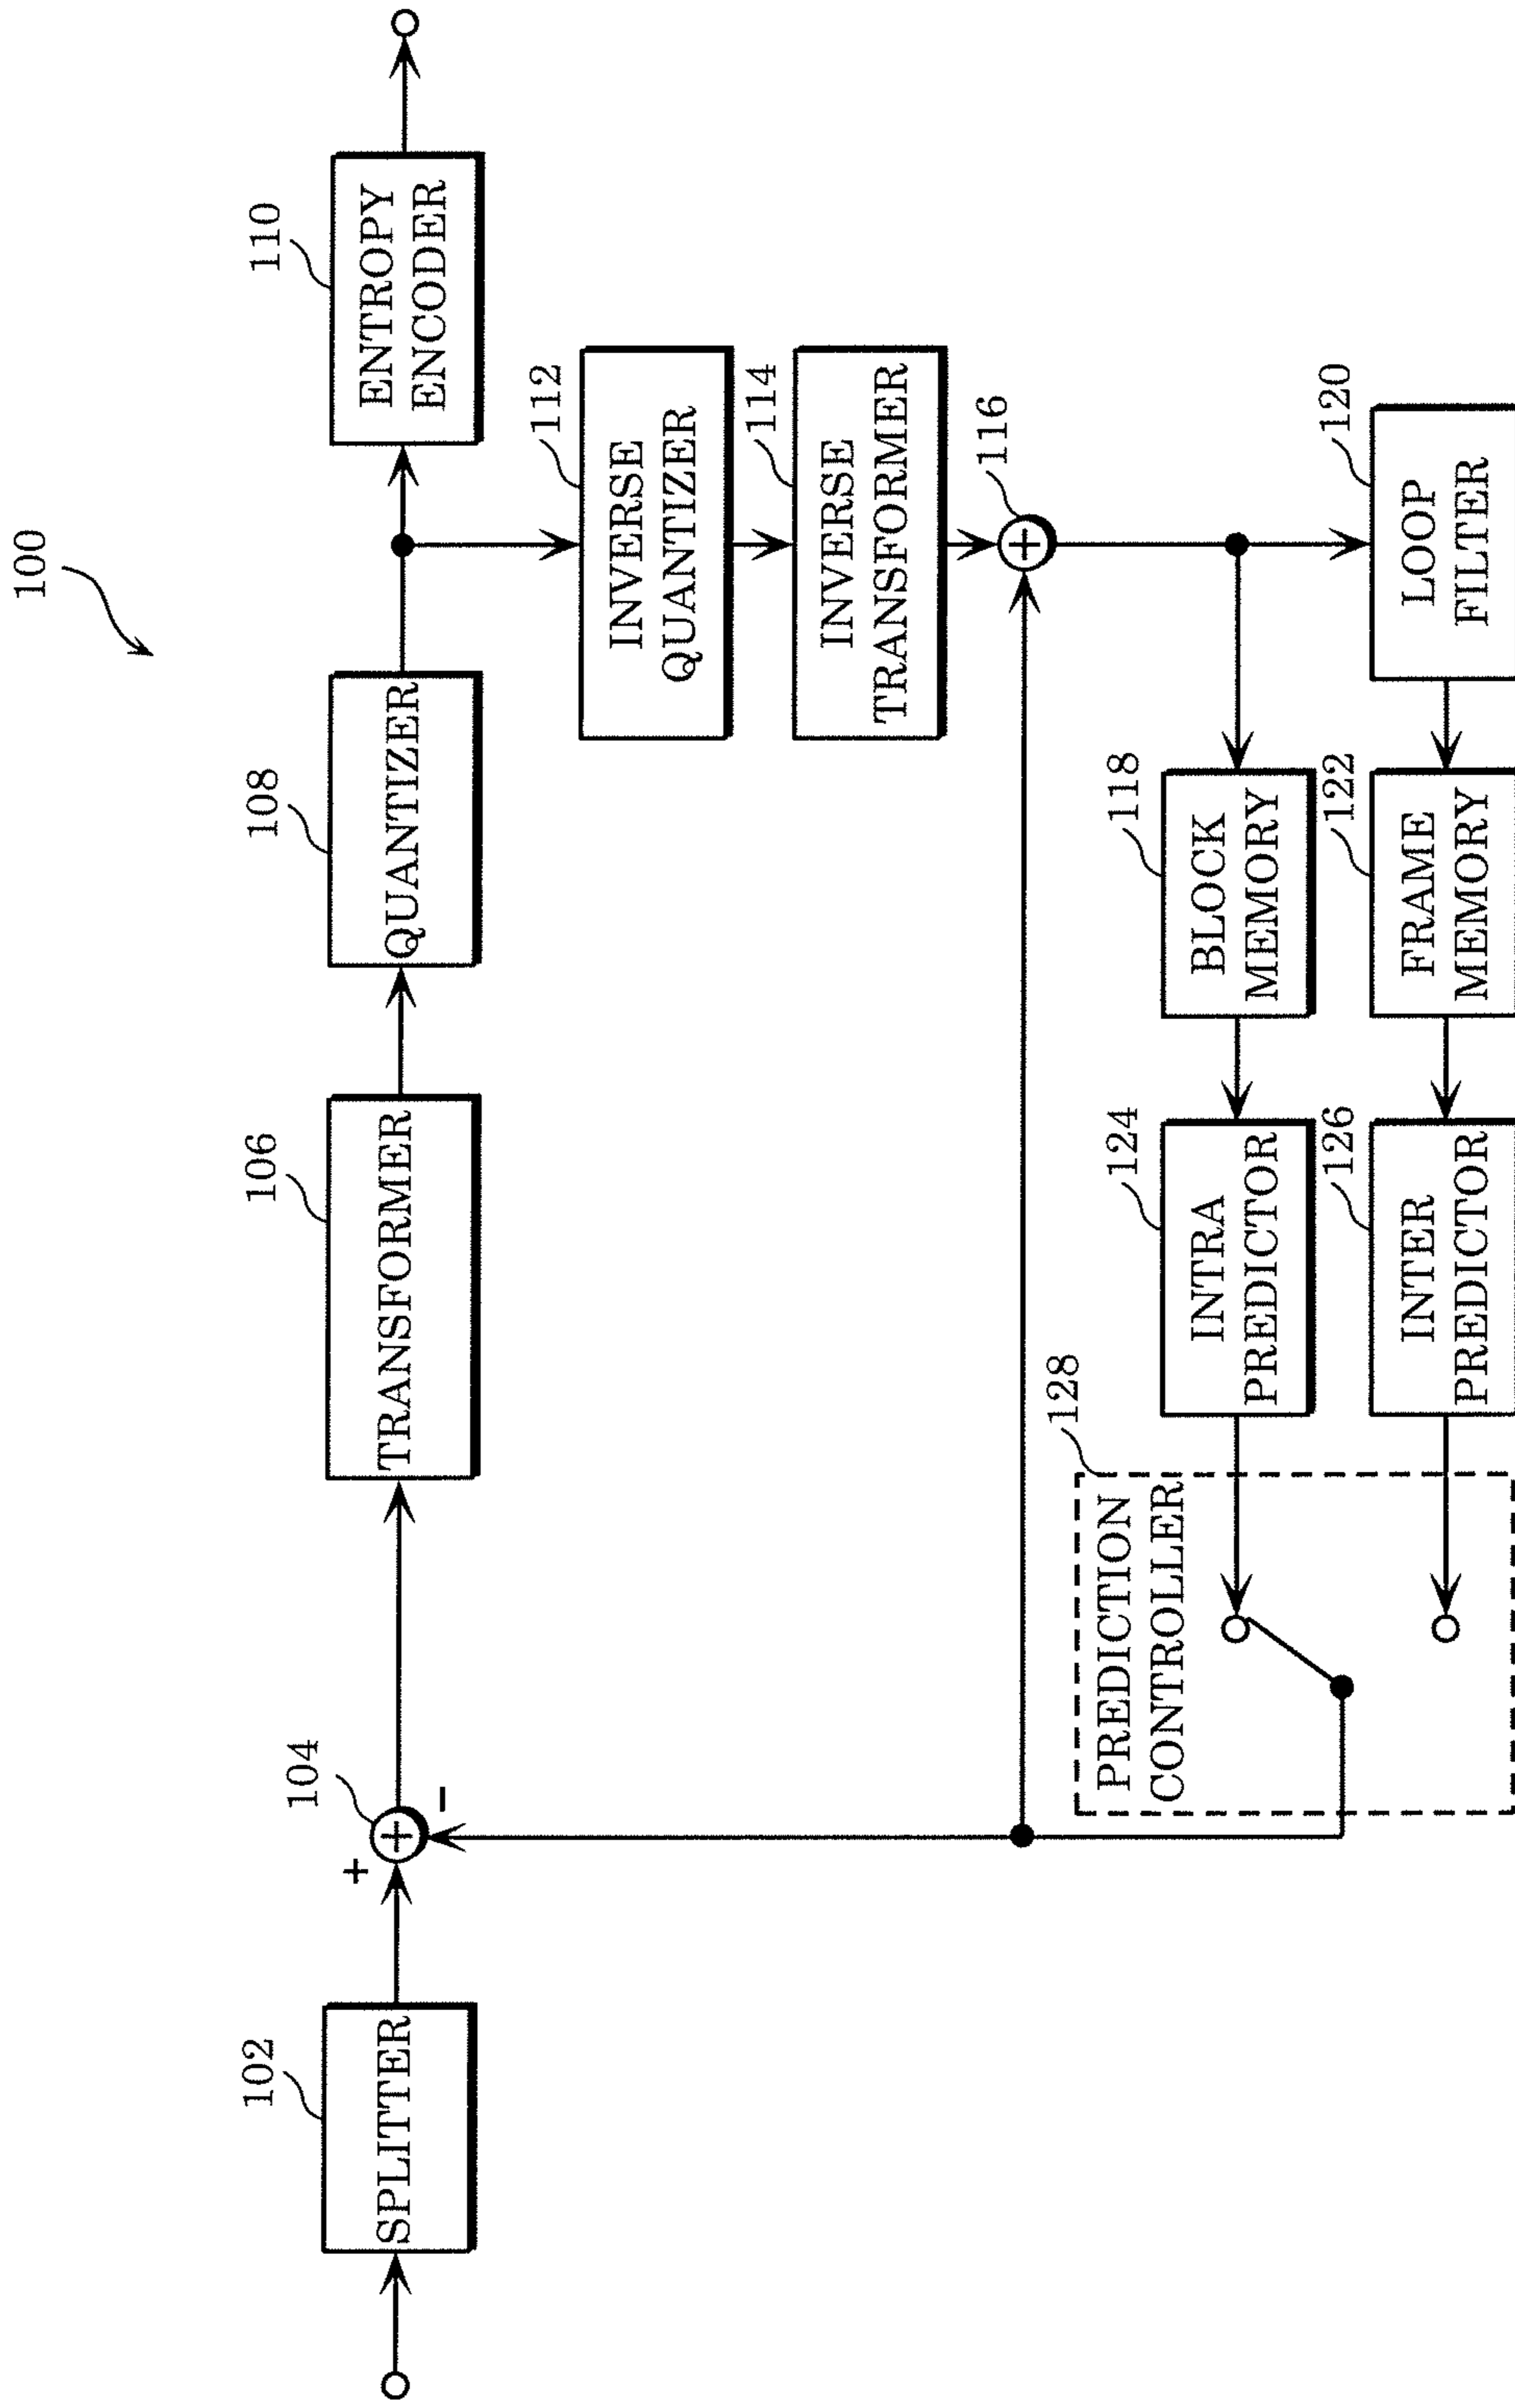 100
102
SPLITTER
104
+
–
106
TRANSFORMER
108
QUANTIZER
110
ENTROPY
ENCODER
112
INVERSE
QUANTIZER
114
INVERSE
TRANSFORMER
116
128
PREDICTION
CONTROLLER
124
INTRA
PREDICTOR
118
BLOCK
MEMORY
126
INTER
PREDICTOR
122
FRAME
MEMORY
120
LOOP
FILTER